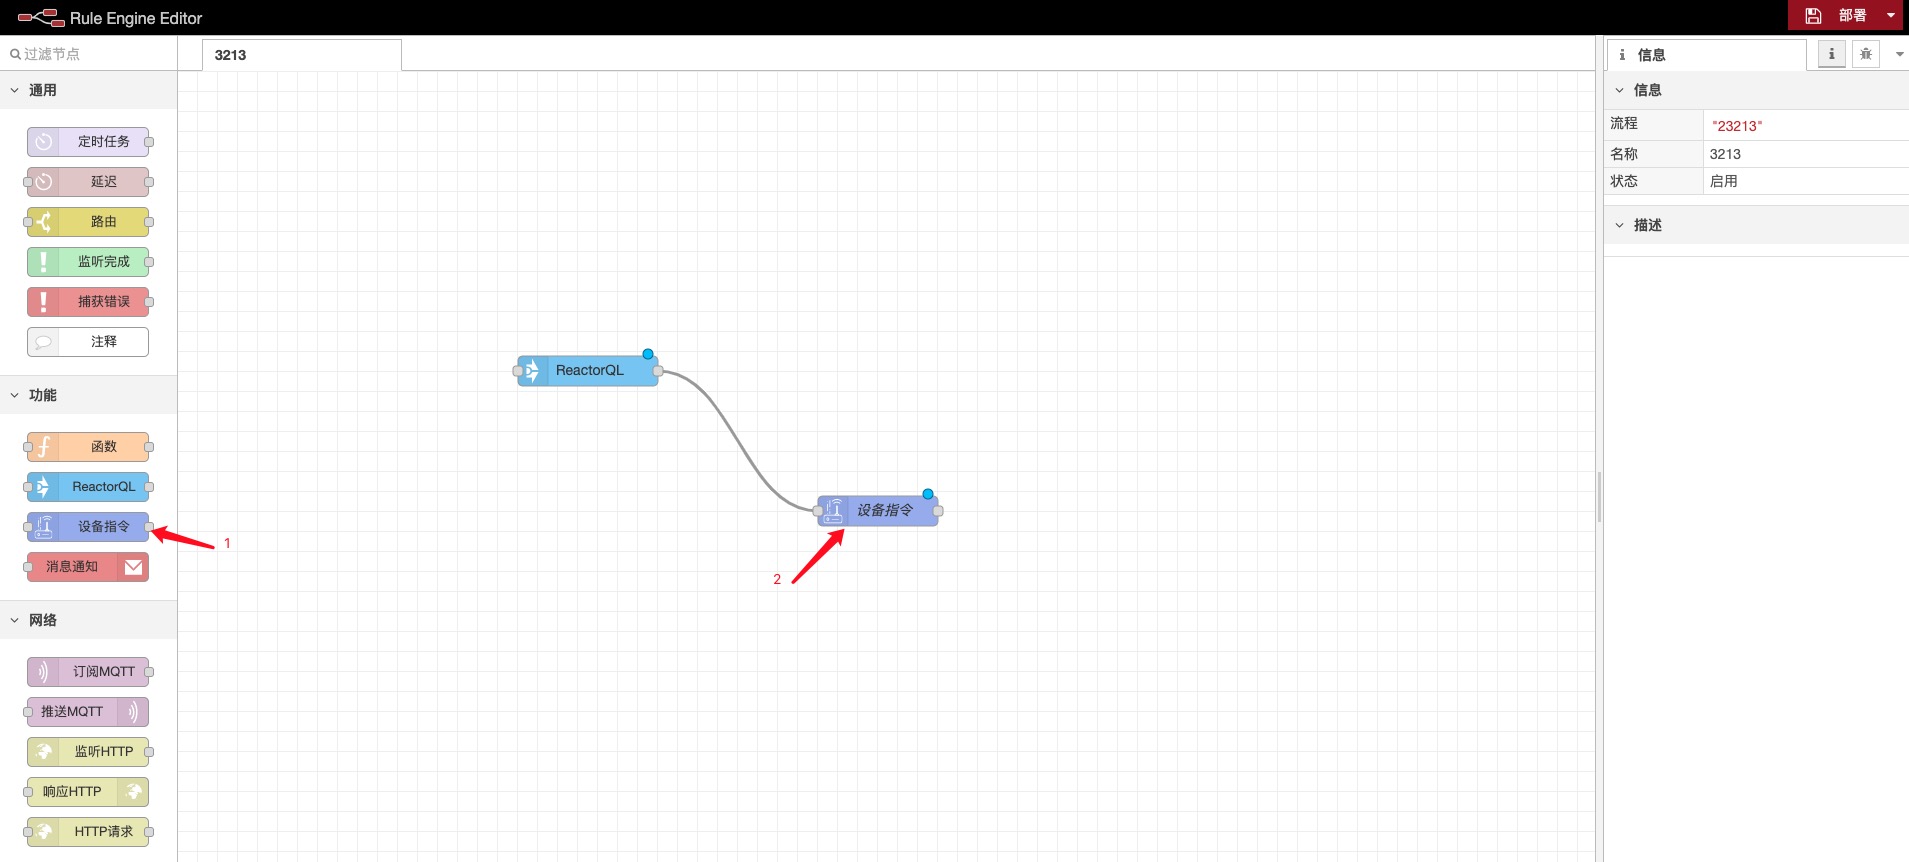 Rule Engine Editor
部署
过滤节点
3213
信息
i
通用
定时任务
延迟
路由
监听完成
捕获错误
注释
功能
函数
ReactorQL
设备指令
1
消息通知
网络
订阅MQTT
推送MQTT
监听HTTP
响应HTTP
HTTP请求
ReactorQL
设备指令
2
信息
流程 "23213"
名称 3213
状态 启用
描述